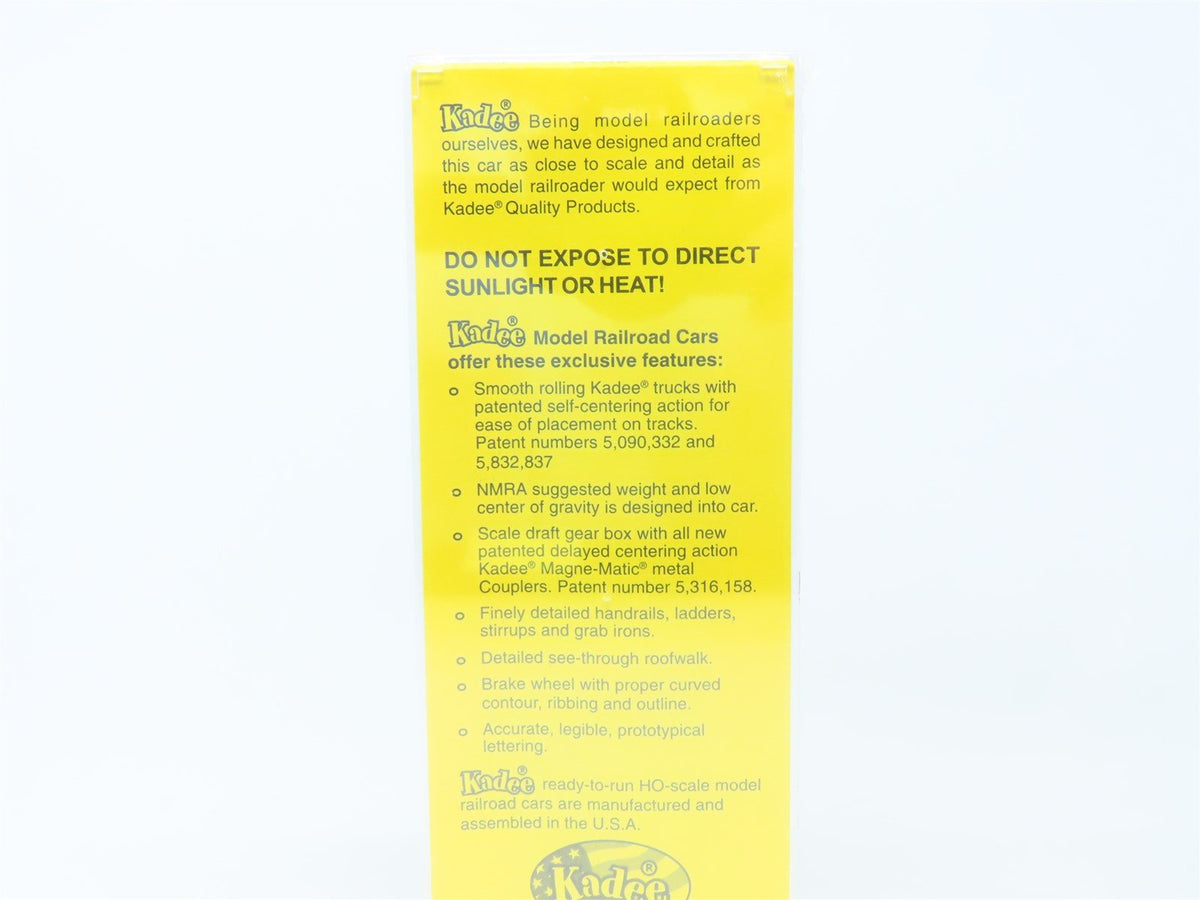 Kadee® Being model railroaders
ourselves, we have designed and crafted
this car as close to scale and detail as
the model railroader would expect from
Kadee® Quality Products.
DO NOT EXPOSE TO DIRECT
SUNLIGHT OR HEAT!
Kadee® Model Railroad Cars
offer these exclusive features:
o Smooth rolling Kadee® trucks with
patented self-centering action for
ease of placement on tracks.
Patent numbers 5,090,332 and
5,832,837
o NMRA suggested weight and low
center of gravity is designed into car.
o Scale draft gear box with all new
patented delayed centering action
Kadee® Magne-Matic® metal
Couplers. Patent number 5,316,158.
o Finely detailed handrails, ladders,
stirrups and grab irons.
o Detailed see-through roofwalk.
o Brake wheel with proper curved
contour, ribbing and outline.
o Accurate, legible, prototypical
lettering.
Kadee® ready-to-run HO-scale model
railroad cars are manufactured and
assembled in the U.S.A.
Kadee®